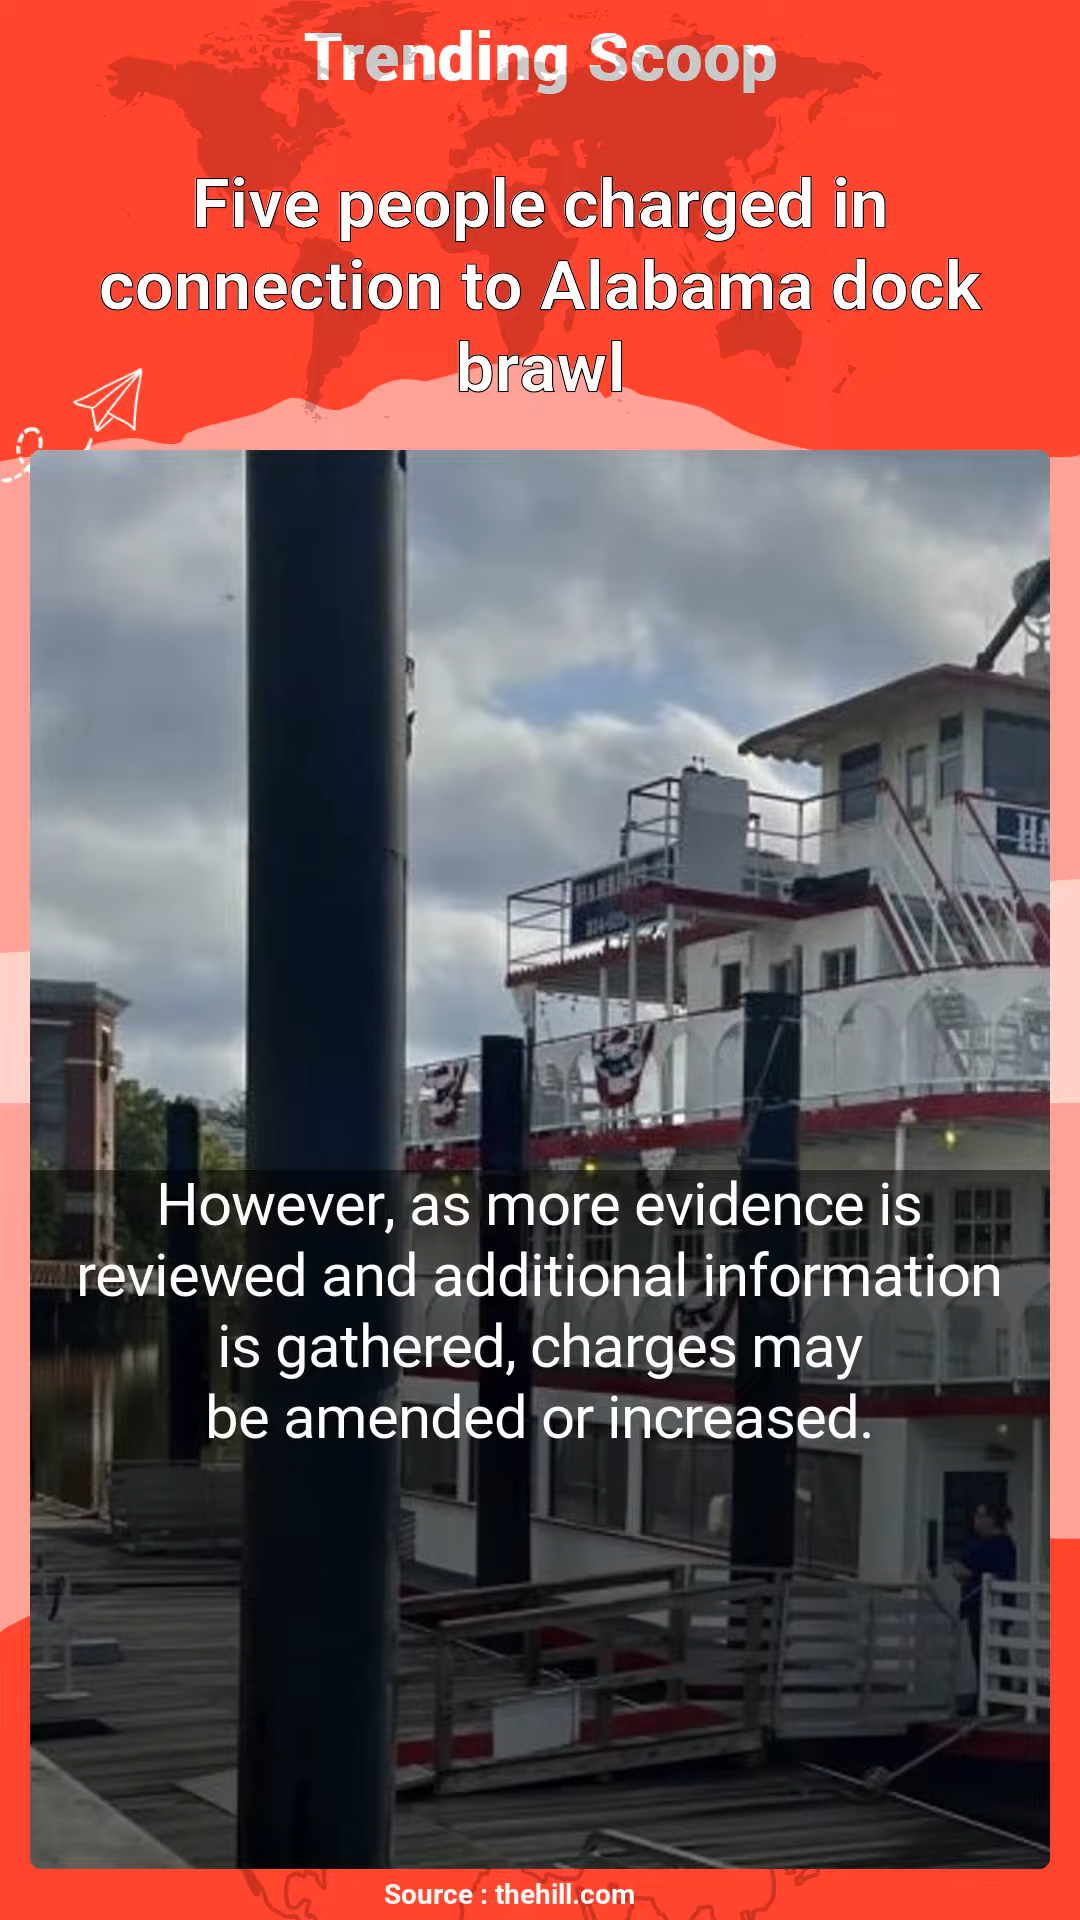 Trending Scoop
Five people charged in
connection to Alabama dock
brawl
However, as more evidence is
reviewed and additional information
is gathered, charges may
be amended or increased.
Source : thehill.com